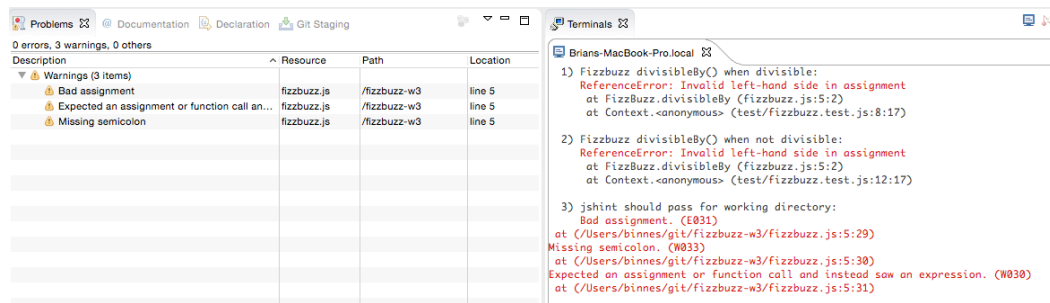 Problems
Documentation
Declaration
Git Staging
0 errors, 3 warnings, 0 others
Description Resource Path Location
Warnings (3 items)
Bad assignment fizzbuzz.js /fizzbuzz-w3 line 5
Expected an assignment or function call an... fizzbuzz.js /fizzbuzz-w3 line 5
Missing semicolon fizzbuzz.js /fizzbuzz-w3 line 5
Terminals
Brians-MacBook-Pro.local
1) Fizzbuzz divisibleBy() when divisible:
ReferenceError: Invalid left-hand side in assignment
at FizzBuzz.divisibleBy (fizzbuzz.js:5:2)
at Context.<anonymous> (test/fizzbuzz.test.js:8:17)
2) Fizzbuzz divisibleBy() when not divisible:
ReferenceError: Invalid left-hand side in assignment
at FizzBuzz.divisibleBy (fizzbuzz.js:5:2)
at Context.<anonymous> (test/fizzbuzz.test.js:12:17)
3) jshint should pass for working directory:
Bad assignment. (E031)
at (/Users/binnes/git/fizzbuzz-w3/fizzbuzz.js:5:29)
Missing semicolon. (W033)
at (/Users/binnes/git/fizzbuzz-w3/fizzbuzz.js:5:30)
Expected an assignment or function call and instead saw an expression. (W030)
at (/Users/binnes/git/fizzbuzz-w3/fizzbuzz.js:5:31)